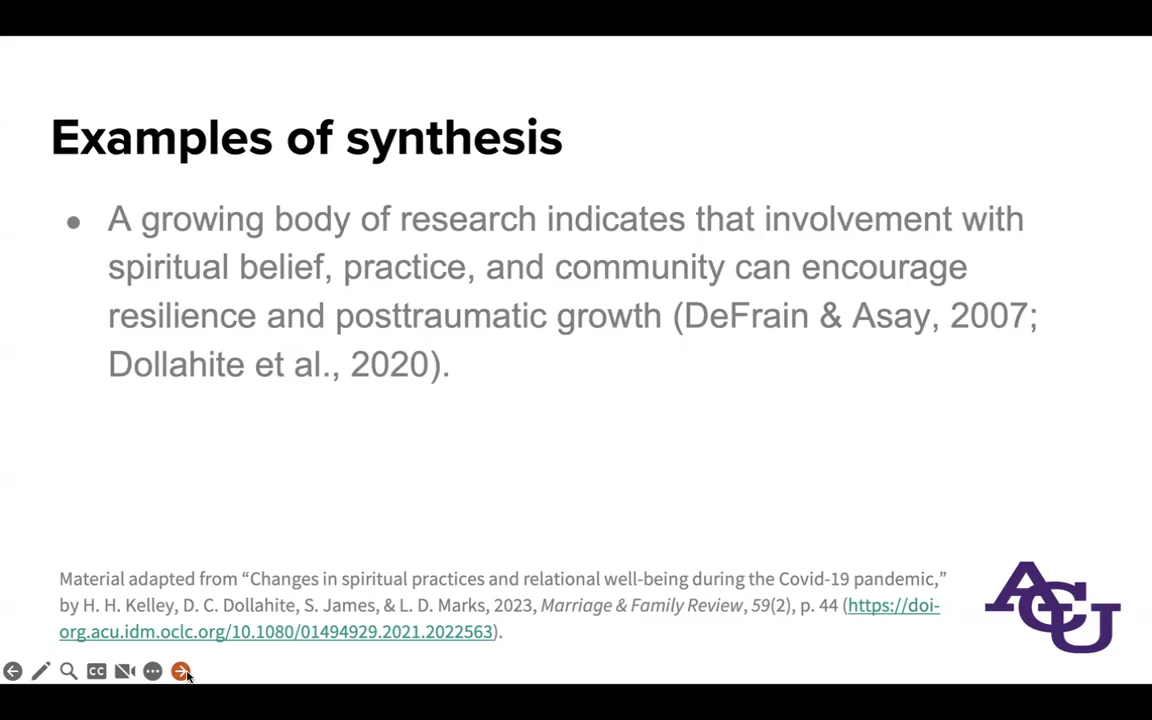 Examples of synthesis
● A growing body of research indicates that involvement with
spiritual belief, practice, and community can encourage
resilience and posttraumatic growth (DeFrain & Asay, 2007;
Dollahite et al., 2020).
Material adapted from “Changes in spiritual practices and relational well-being during the Covid-19 pandemic,”
by H. H. Kelley, D. C. Dollahite, S. James, & L. D. Marks, 2023, Marriage & Family Review, 59(2), p. 44 (https://doi-
org.acu.idm.oclc.org/10.1080/01494929.2021.2022563).
ACU
CC